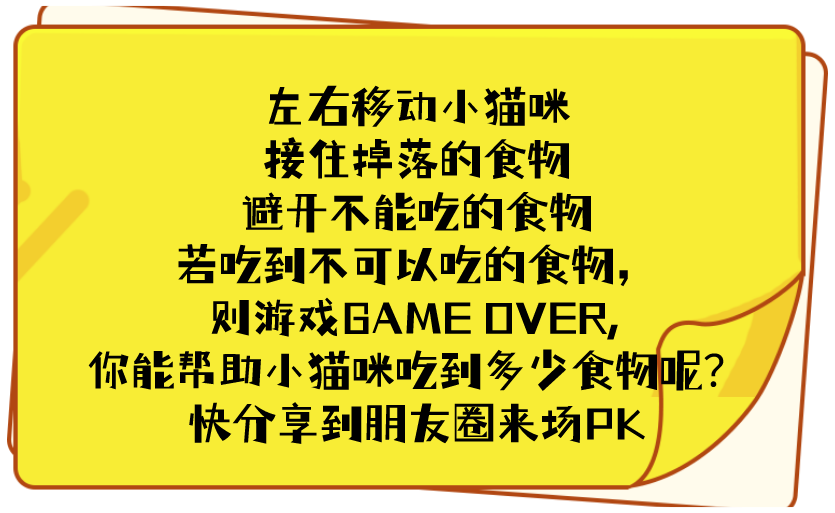 左右移动小猫咪
接住掉落的食物
避开不能吃的食物
若吃到不可以吃的食物，
则游戏GAME OVER,
你能帮助小猫咪吃到多少食物呢?
快分享到朋友圈来场PK